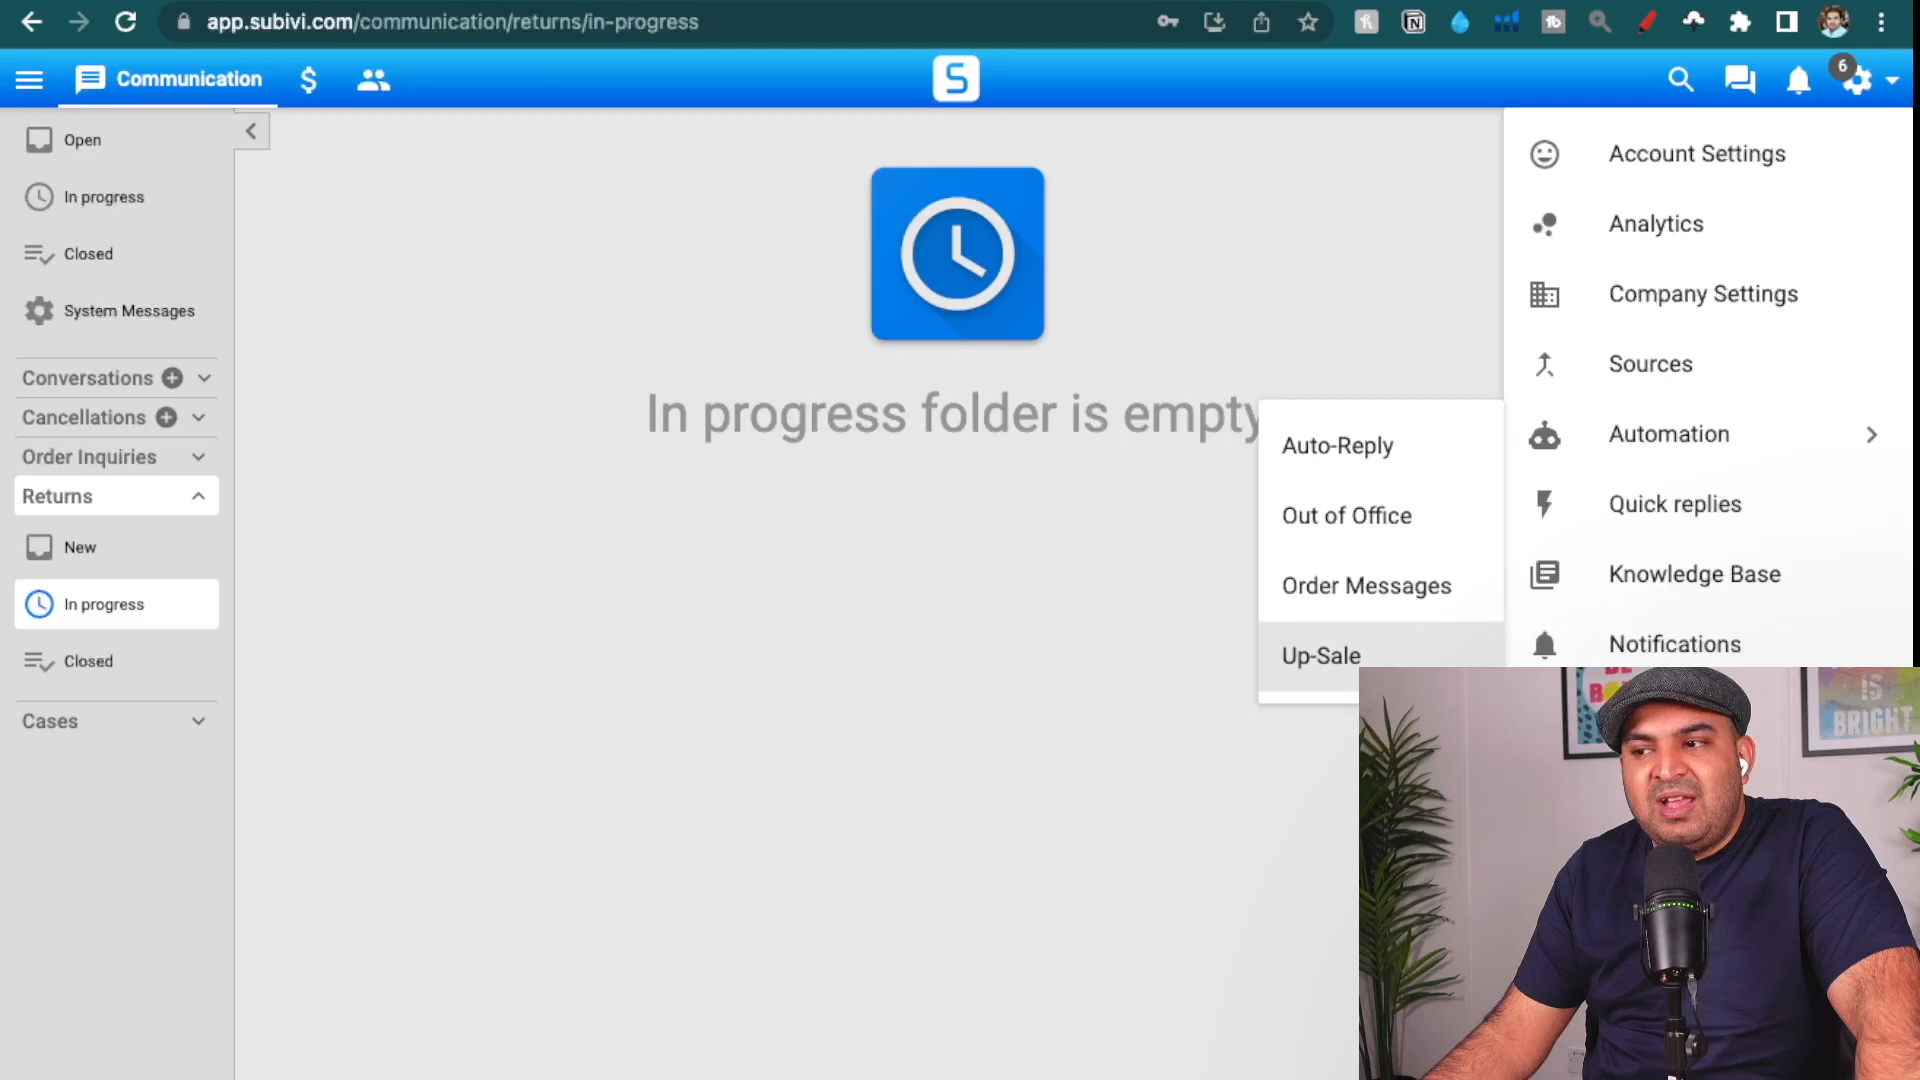 app.subivi.com/communication/returns/in-progress
Communication
S
6
Open
In progress
Closed
System Messages
Conversations
Cancellations
Order Inquiries
Returns
New
In progress
Closed
Cases
In progress folder is empty
Auto-Reply
Out of Office
Order Messages
Up-Sale
Account Settings
Analytics
Company Settings
Sources
Automation
Quick replies
Knowledge Base
Notifications
IS
BRIGHT